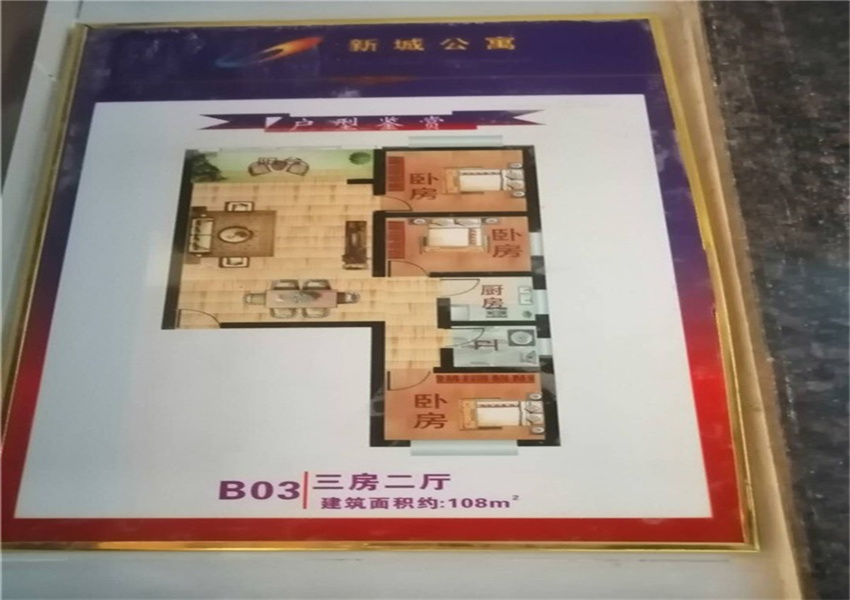 新城公寓
户型鉴赏
卧房
卧房
厨房
卧房
B03 三房二厅
建筑面积约:108m²